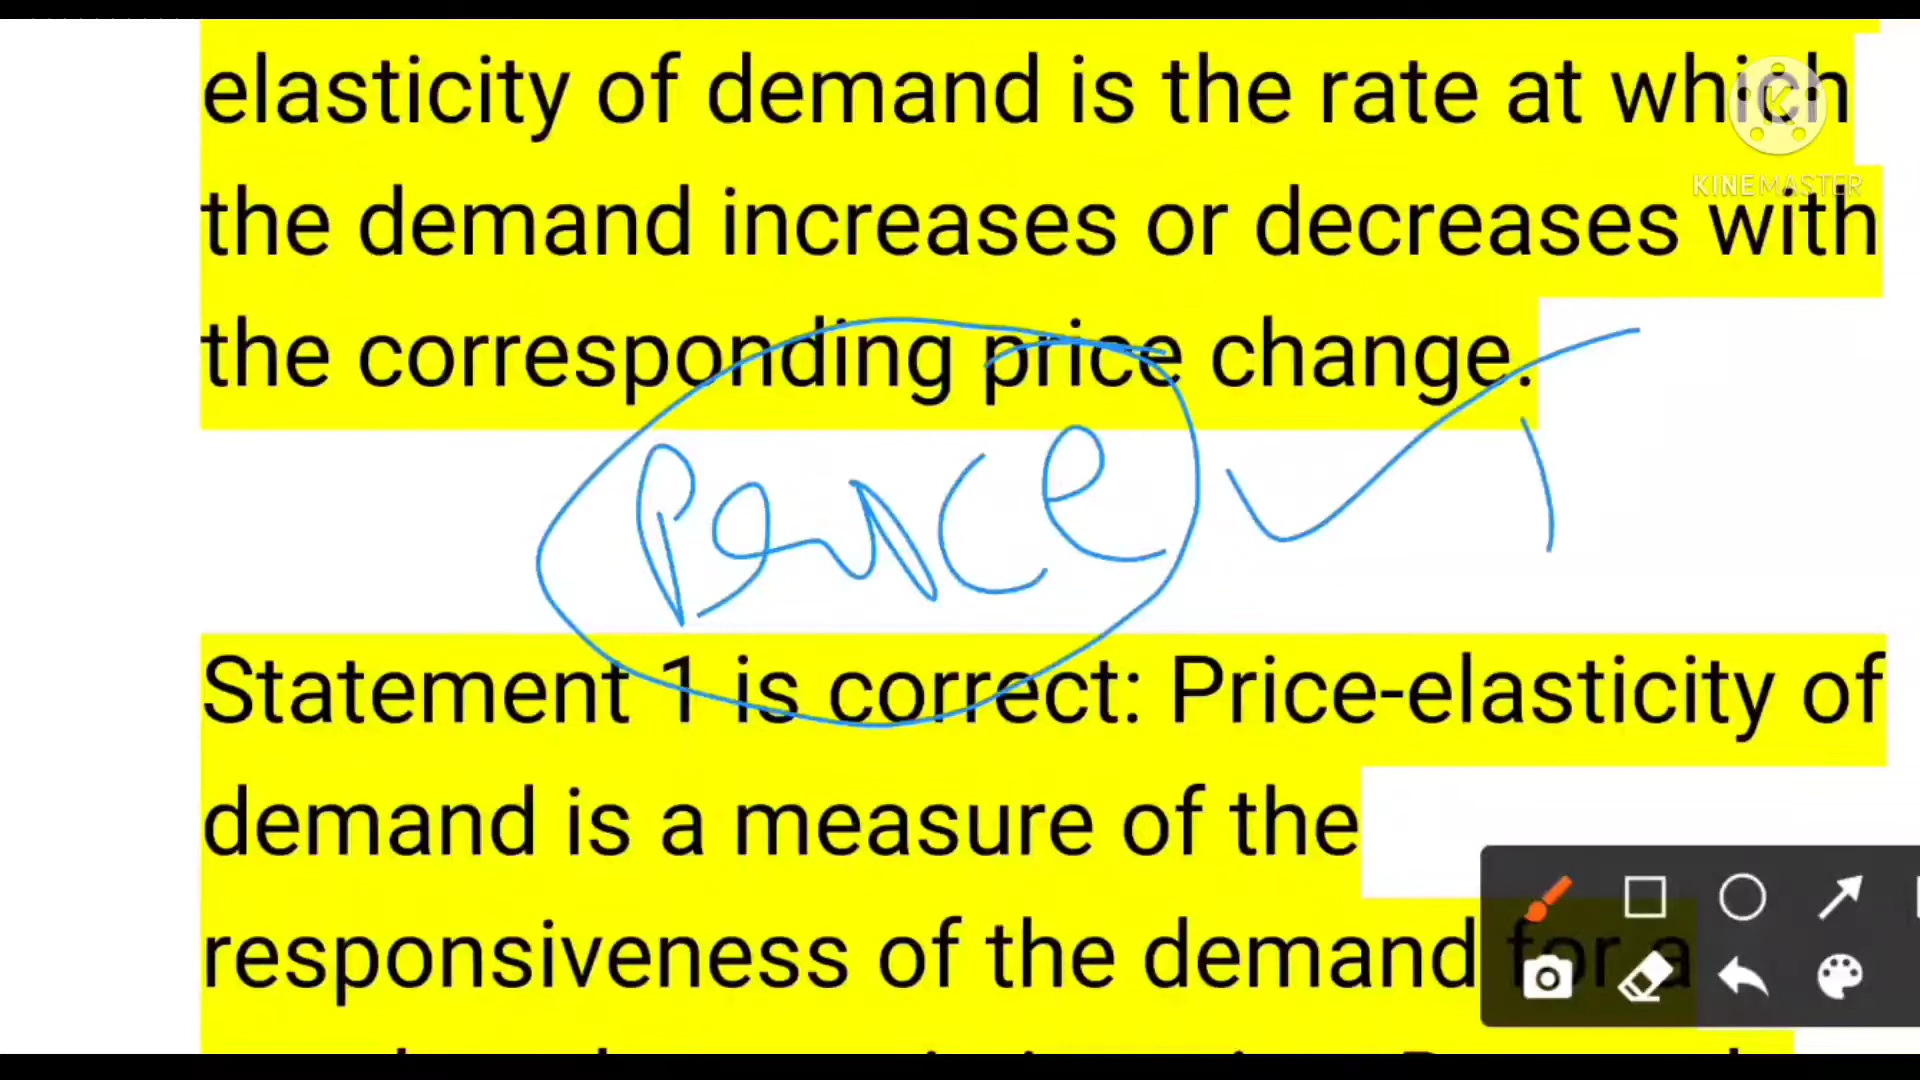 elasticity of demand is the rate at which
KINEMASTER
the demand increases or decreases with
the corresponding price change.
Price
Statement 1 is correct: Price-elasticity of
demand is a measure of the
responsiveness of the demand for a